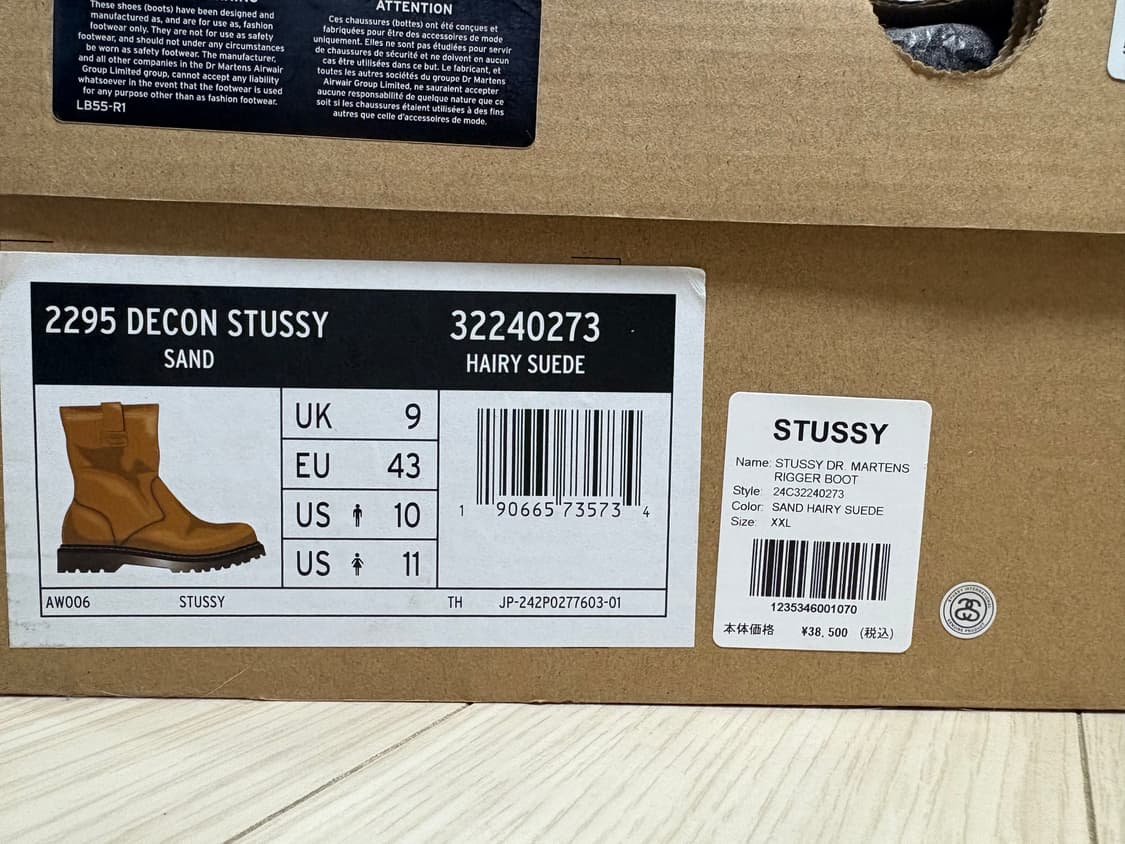 These shoes (boots) have been designed and
manufactured as, and are for use as, fashion
footwear only. They are not for use as safety
footwear, and should not under any circumstances
be worn as safety footwear. The manufacturer,
and all other companies in the Dr Martens Airwair
Group Limited group, cannot accept any liability
whatsoever in the event that the footwear is used
for any purpose other than as fashion footwear.
LB55-R1
ATTENTION
Ces chaussures (bottes) ont été conçues et
fabriquées pour être des accessoires de mode
uniquement. Elles ne sont pas étudiées pour servir
de chaussures de sécurité et ne doivent en aucun
cas être utilisées dans ce but. Le fabricant, et
toutes les autres sociétés du groupe Dr Martens
Airwair Group Limited, ne sauraient accepter
aucune responsabilité de quelque nature que ce
soit si les chaussures étaient utilisées à des fins
autres que celle d'accessoires de mode.
2295 DECON STUSSY
SAND
32240273
HAIRY SUEDE
UK 9
EU 43
US 10
US 11
1 90665 73573 4
AW006 STUSSY TH JP-242P0277603-01
STUSSY
Name: STUSSY DR. MARTENS
RIGGER BOOT
Style: 24C32240273
Color: SAND HAIRY SUEDE
Size: XXL
1235346001070
本体価格 ¥38,500 (税込)